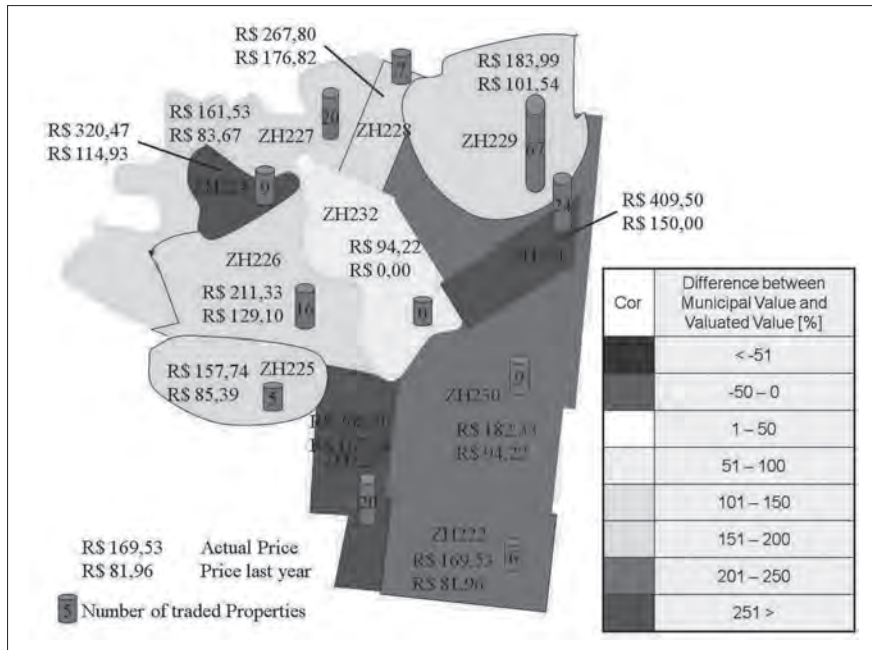 R$ 267,80
R$ 176,82
7
R$ 183,99
R$ 101,54
R$ 161,53
R$ 83,67
20
ZH227
ZH228
ZH229
67
R$ 320,47
R$ 114,93
9
24
R$ 409,50
R$ 150,00
ZH232
R$ 94,22
R$ 0,00
ZH226
R$ 211,33
R$ 129,10
16
0
Cor
Difference between
Municipal Value and
Valuated Value [%]
< -51
-50 – 0
1 – 50
51 – 100
101 – 150
151 – 200
201 – 250
251 >
R$ 157,74
ZH225
R$ 85,39
5
ZH230
R$ 182,33
R$ 94,22
20
ZH222
R$ 169,53
R$ 81,96
6
R$ 169,53 Actual Price
R$ 81,96 Price last year
5 Number of traded Properties